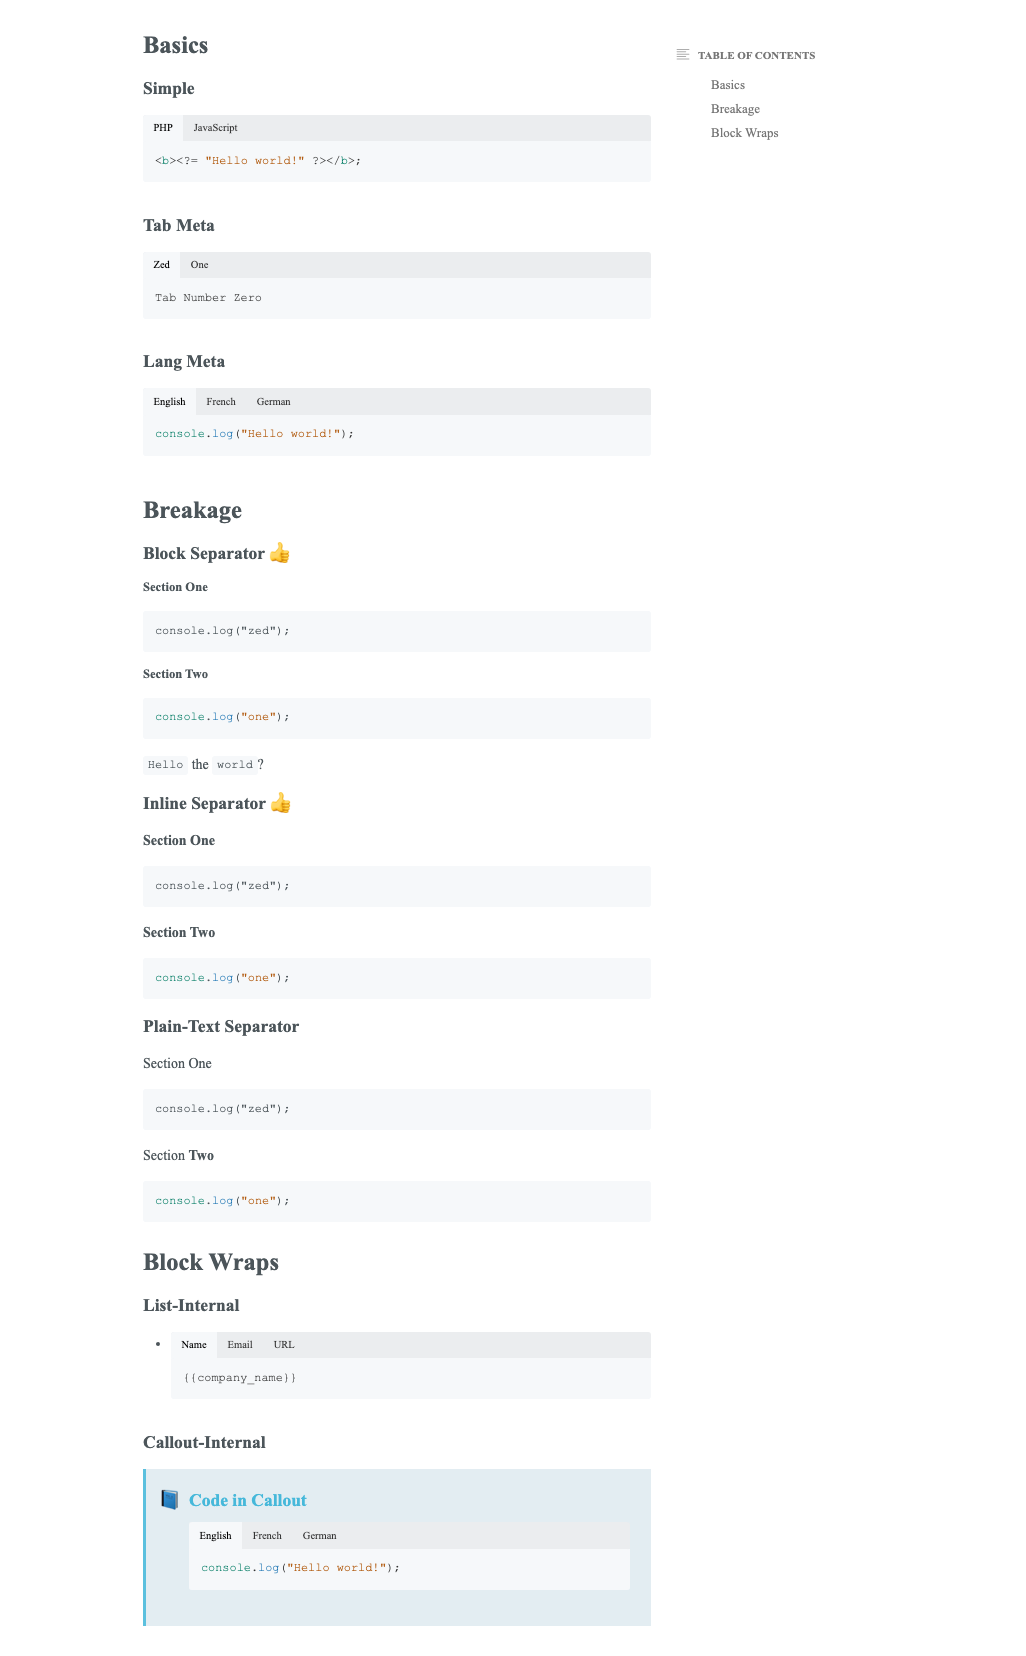 Basics
Simple
PHP JavaScript
<b><?= "Hello world!" ?></b>;
Tab Meta
Zed One
Tab Number Zero
Lang Meta
English French German
console.log("Hello world!");
Breakage
Block Separator 👍
Section One
console.log("zed");
Section Two
console.log("one");
Hello the world?
Inline Separator 👍
Section One
console.log("zed");
Section Two
console.log("one");
Plain-Text Separator
Section One
console.log("zed");
Section Two
console.log("one");
Block Wraps
List-Internal
Name Email URL
{{company_name}}
Callout-Internal
📘 Code in Callout
English French German
console.log("Hello world!");
TABLE OF CONTENTS
Basics
Breakage
Block Wraps